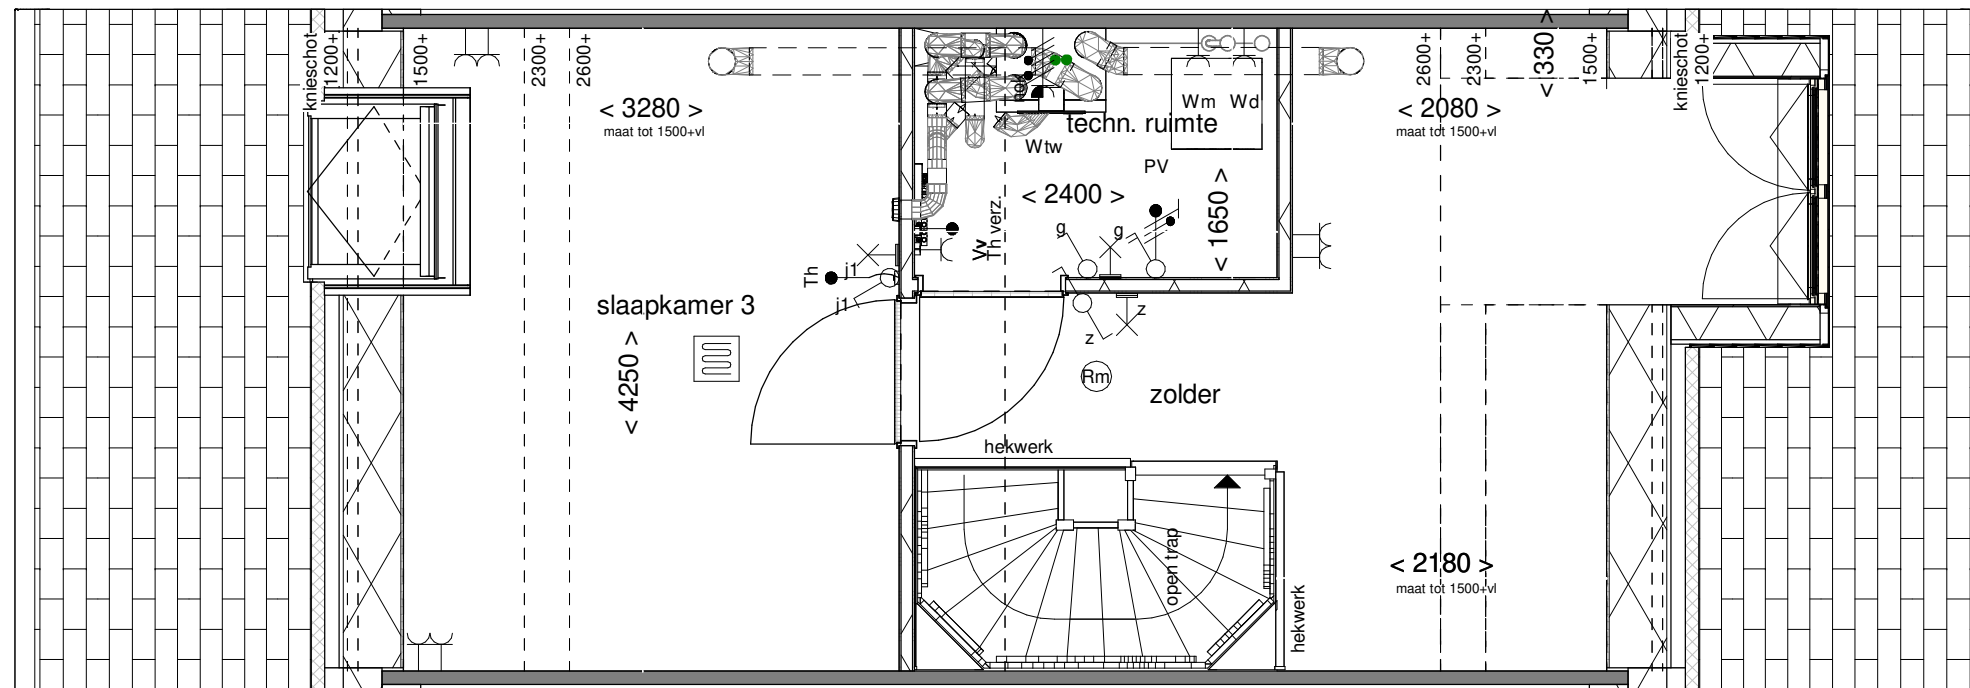 knieschot
1200+
1500+
2300+
2600+
< 3280 >
maat tot 1500+vl
slaapkamer 3
< 4250 >
Th
j1
j1
Wm
Wd
techn. ruimte
Wtw
PV
< 2400 >
< 1650 >
Vv
Th verz.
g
g
z
z
Rm
zolder
hekwerk
open trap
hekwerk
2600+
2300+
< 3330 >
1500+
knieschot
1200+
< 2080 >
maat tot 1500+vl
< 2180 >
maat tot 1500+vl